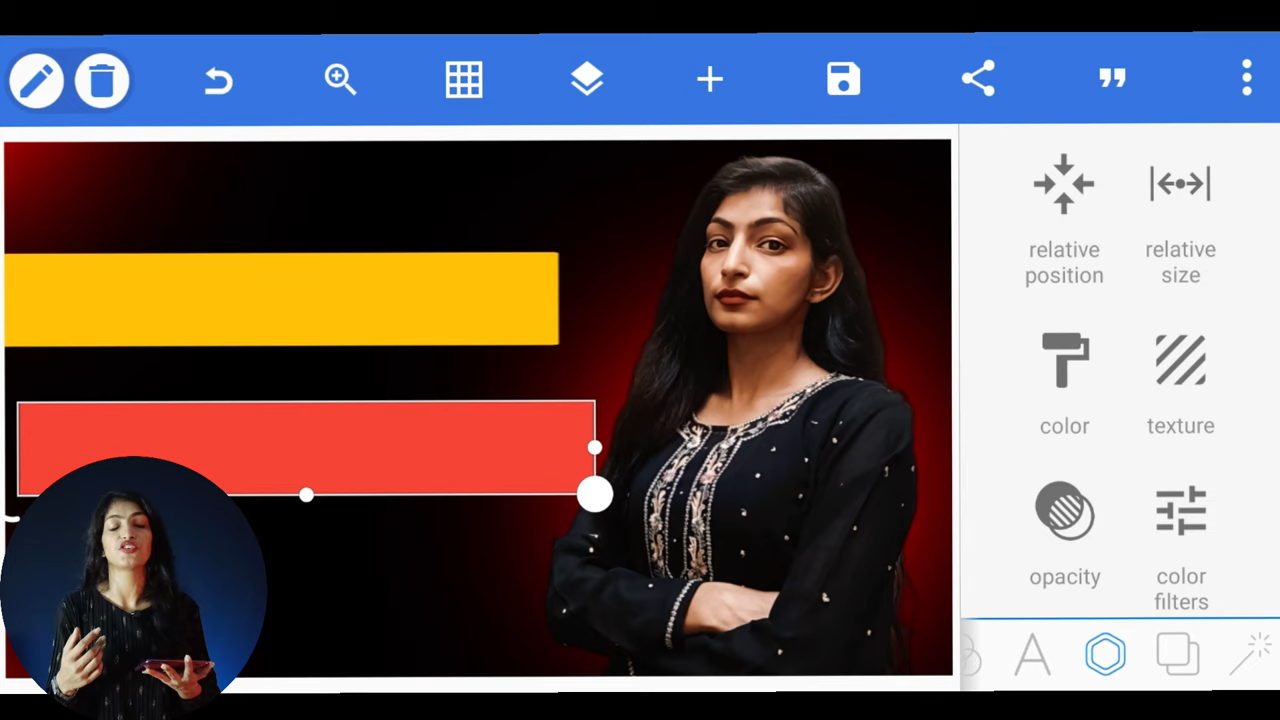 relative
position
relative
size
color
texture
opacity
color
filters
A